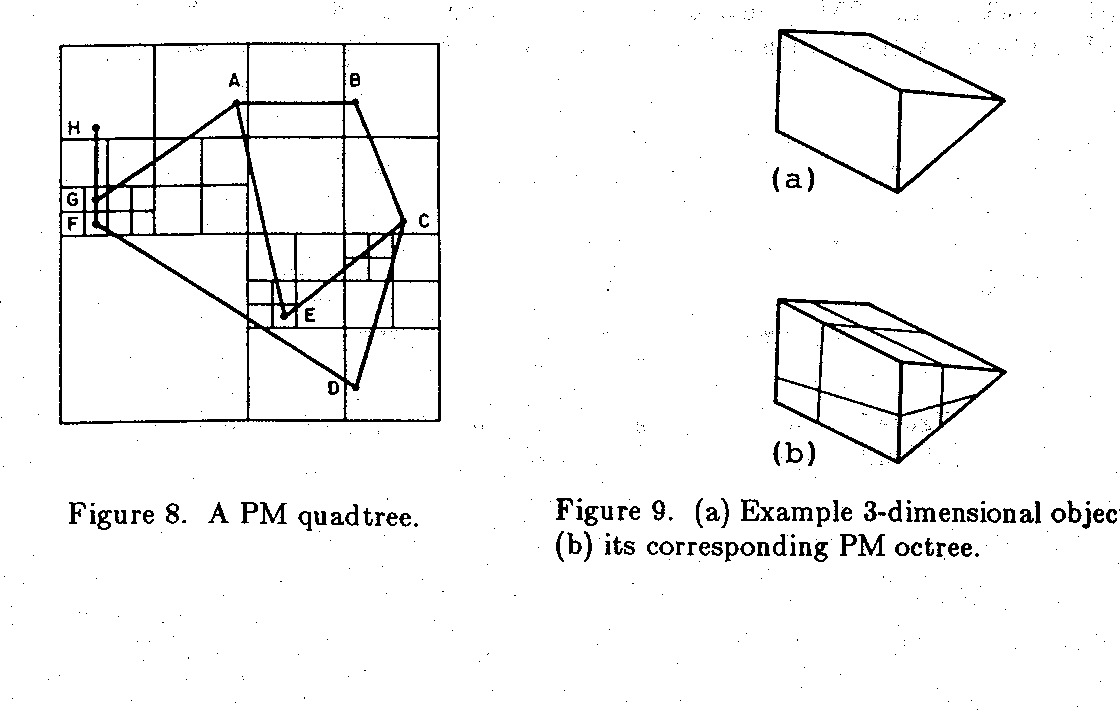 A
B
H
G
F
C
E
D
Figure 8. A PM quadtree.
(a)
(b)
Figure 9. (a) Example 3-dimensional objec
(b) its corresponding PM octree.